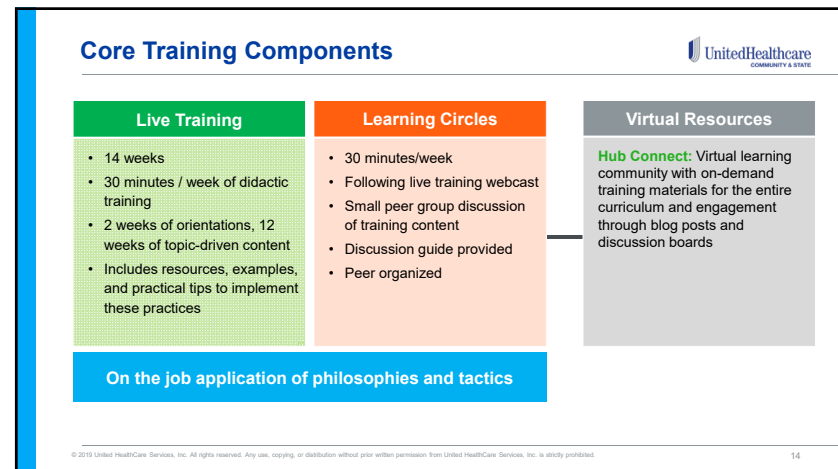 Core Training Components
UnitedHealthcare
COMMUNITY & STATE
Live Training
• 14 weeks
• 30 minutes / week of didactic
training
• 2 weeks of orientations, 12
weeks of topic-driven content
• Includes resources, examples,
and practical tips to implement
these practices
Learning Circles
• 30 minutes/week
• Following live training webcast
• Small peer group discussion
of training content
• Discussion guide provided
• Peer organized
Virtual Resources
Hub Connect: Virtual learning
community with on-demand
training materials for the entire
curriculum and engagement
through blog posts and
discussion boards
On the job application of philosophies and tactics
© 2019 United HealthCare Services, Inc. All rights reserved. Any use, copying, or distribution without prior written permission from United HealthCare Services, Inc. is strictly prohibited.
14